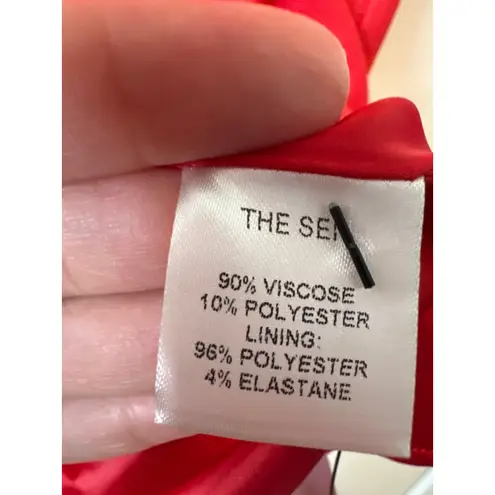 THE
90% VISCOSE
10% POLYESTER
LINING:
96% POLYESTER
4% ELASTANE